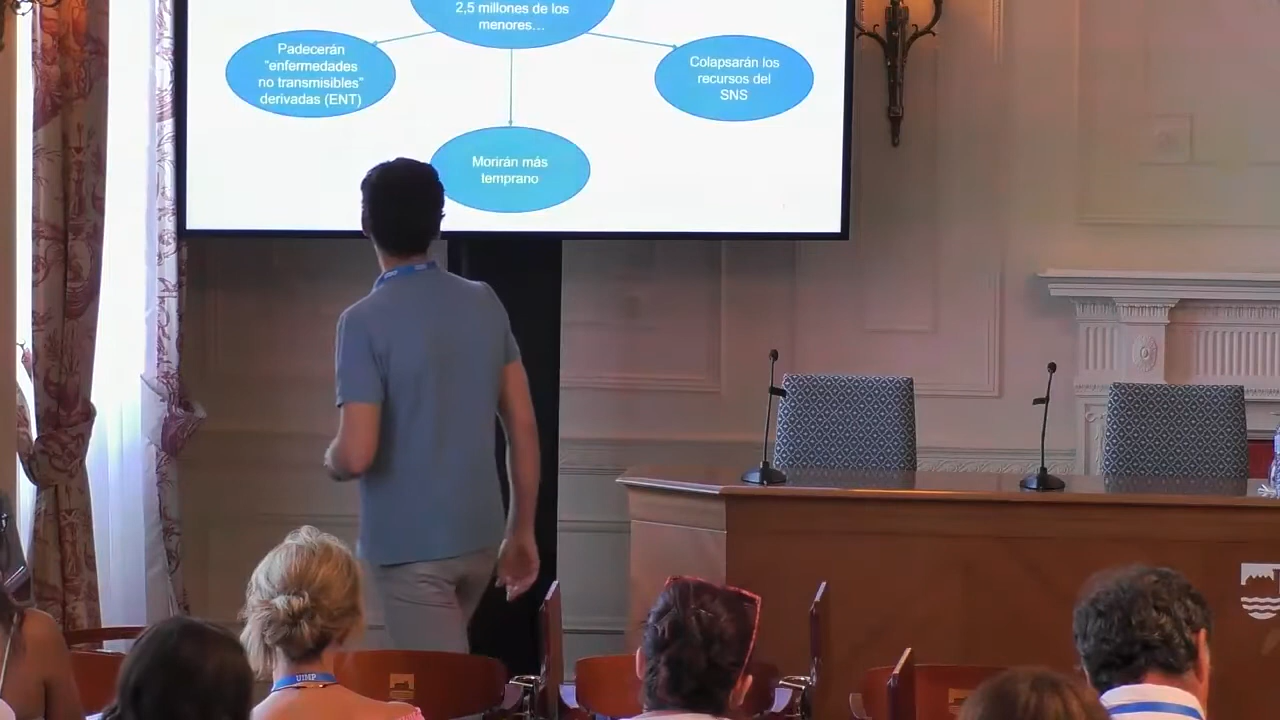 2,5 millones de los
menores…
Padecerán
"enfermedades
no transmisibles"
derivadas (ENT)
Colapsarán los
recursos del
SNS
Morirán más
temprano
UIMP